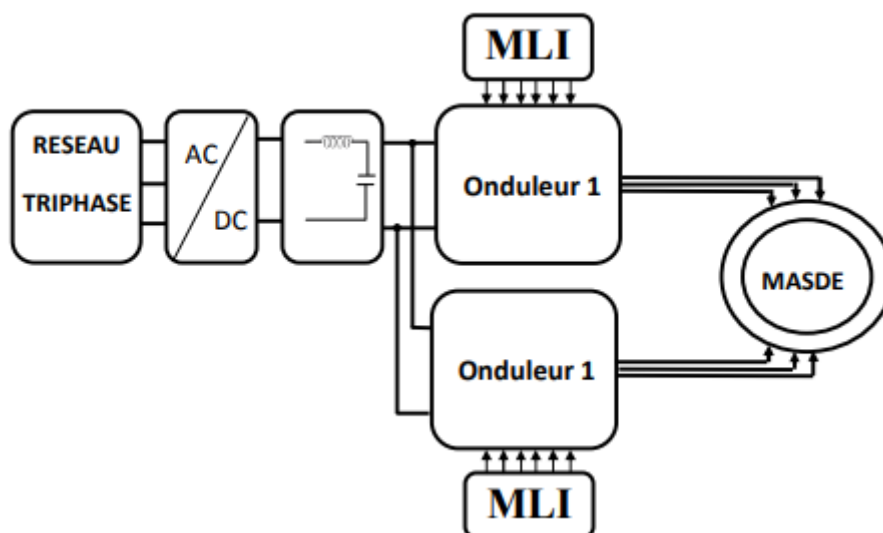 MLI
RESEAU
TRIPHASE
AC
DC
Onduleur 1
MASDE
Onduleur 1
MLI